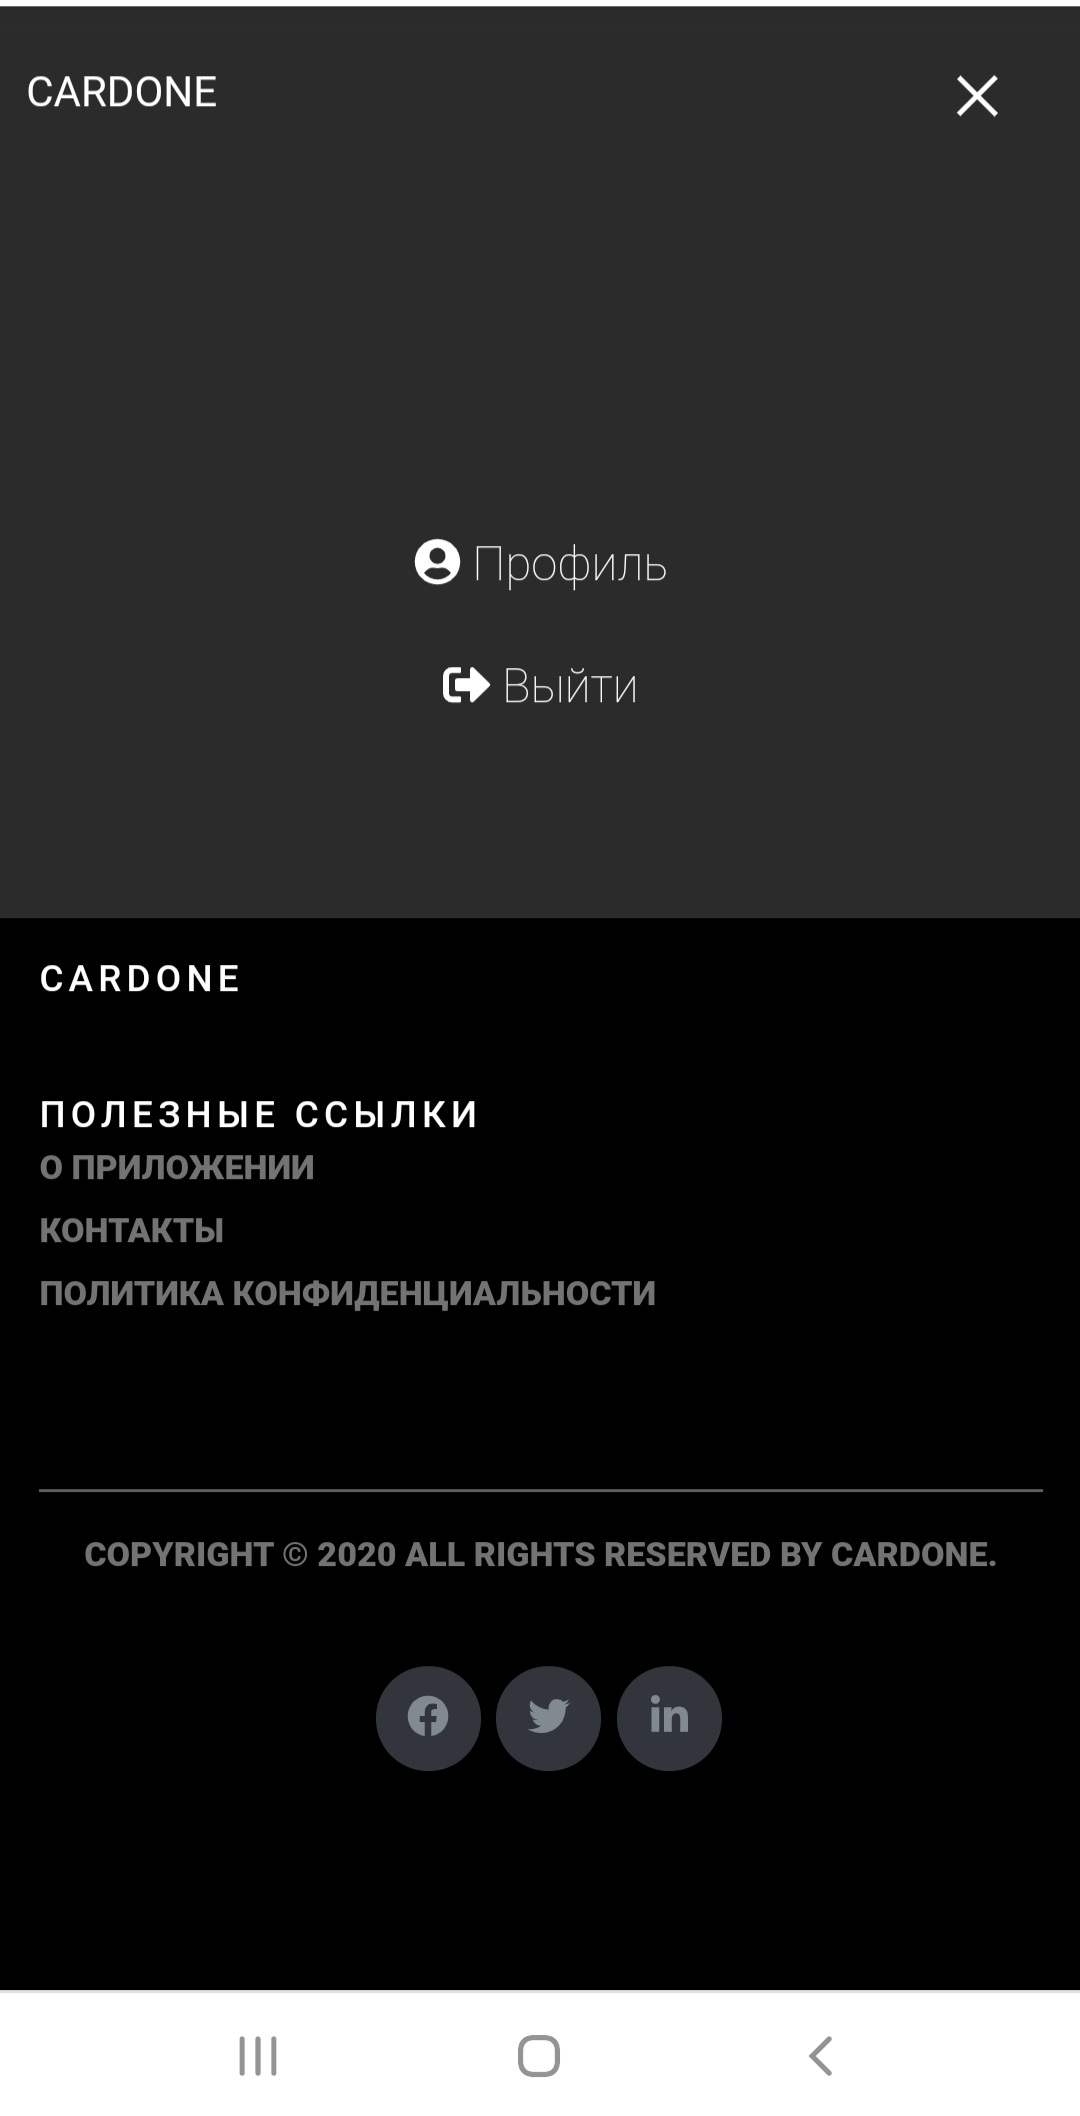 CARDONE
Профиль
Выйти
CARDONE
ПОЛЕЗНЫЕ ССЫЛКИ
О ПРИЛОЖЕНИИ
КОНТАКТЫ
ПОЛИТИКА КОНФИДЕНЦИАЛЬНОСТИ
COPYRIGHT © 2020 ALL RIGHTS RESERVED BY CARDONE.